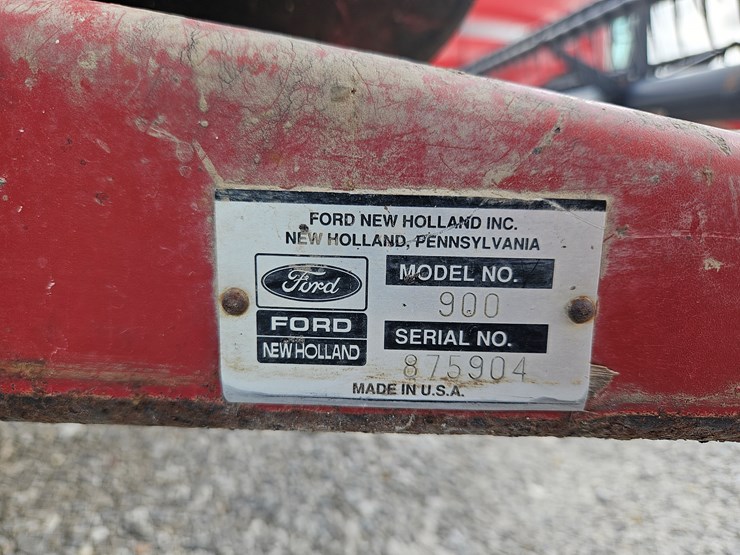 FORD NEW HOLLAND INC.
NEW HOLLAND, PENNSYLVANIA
Ford
FORD
NEW HOLLAND
MODEL NO.
900
SERIAL NO.
875904
MADE IN U.S.A.